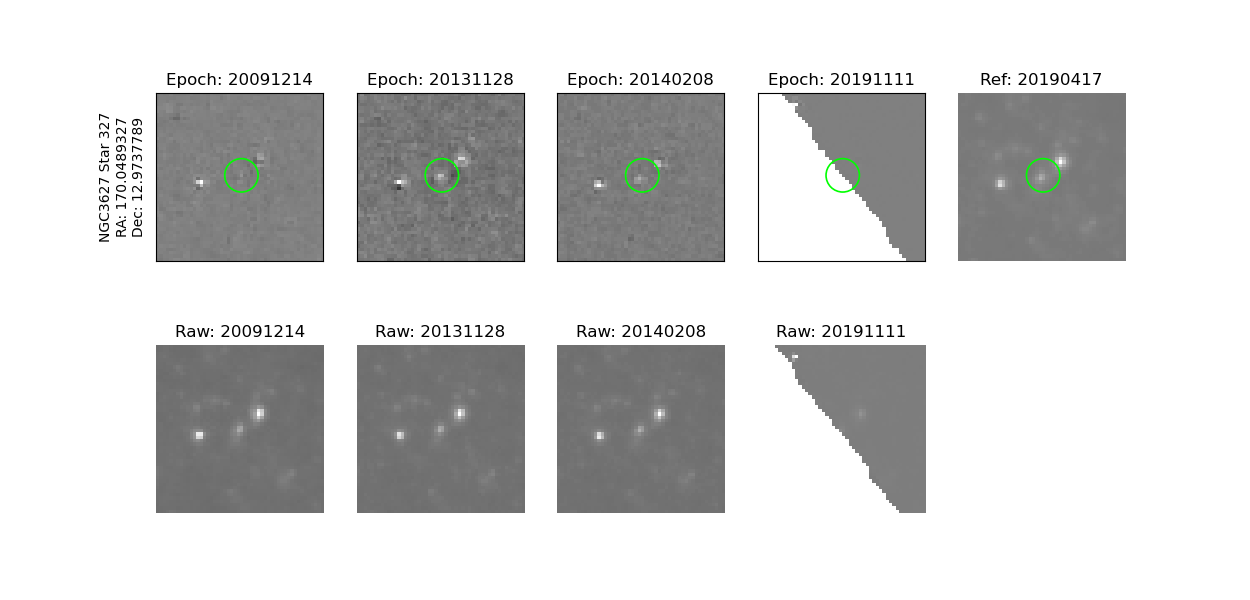 NGC3627 Star 327
RA: 170.0489327
Dec: 12.9737789
Epoch: 20091214
Epoch: 20131128
Epoch: 20140208
Epoch: 20191111
Ref: 20190417
Raw: 20091214
Raw: 20131128
Raw: 20140208
Raw: 20191111